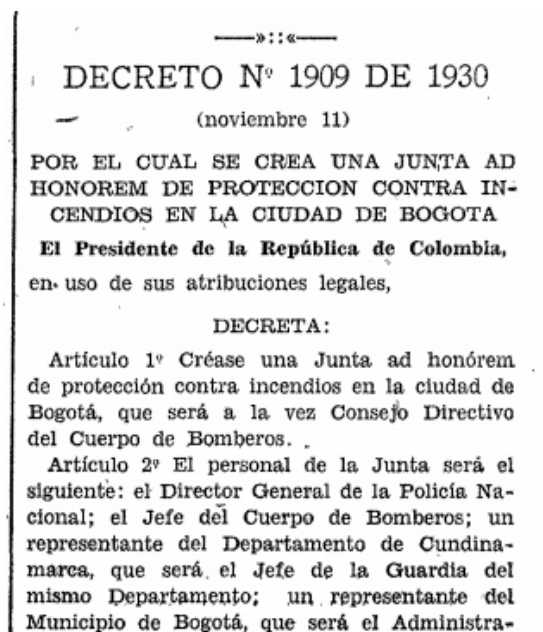 DECRETO Nº 1909 DE 1930
(noviembre 11)
POR EL CUAL SE CREA UNA JUNTA AD
HONOREM DE PROTECCION CONTRA IN-
CENDIOS EN LA CIUDAD DE BOGOTA
El Presidente de la República de Colombia,
en uso de sus atribuciones legales,
DECRETA:
Artículo 1º Créase una Junta ad honórem
de protección contra incendios en la ciudad de
Bogotá, que será a la vez Consejo Directivo
del Cuerpo de Bomberos.
Artículo 2º El personal de la Junta será el
siguiente: el Director General de la Policía Na-
cional; el Jefe del Cuerpo de Bomberos; un
representante del Departamento de Cundina-
marca, que será el Jefe de la Guardia del
mismo Departamento; un representante del
Municipio de Bogotá, que será el Administra-